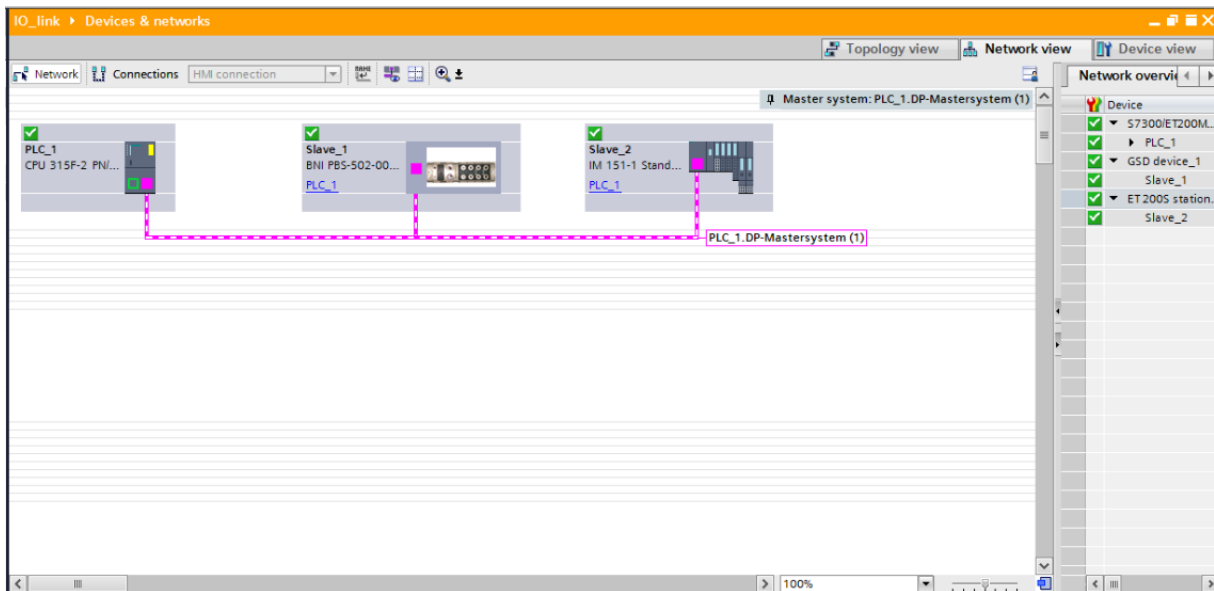 IO_link ▸ Devices & networks
Topology view Network view Device view
Network Connections HMI connection Network overvi
Master system: PLC_1.DP-Mastersystem (1)
Device
PLC_1
CPU 315F-2 PN/...
Slave_1
BNI PBS-502-00...
PLC_1
Slave_2
IM 151-1 Stand...
PLC_1
PLC_1.DP-Mastersystem (1)
S7300/ET200M...
PLC_1
GSD device_1
Slave_1
ET 200S station...
Slave_2
100%